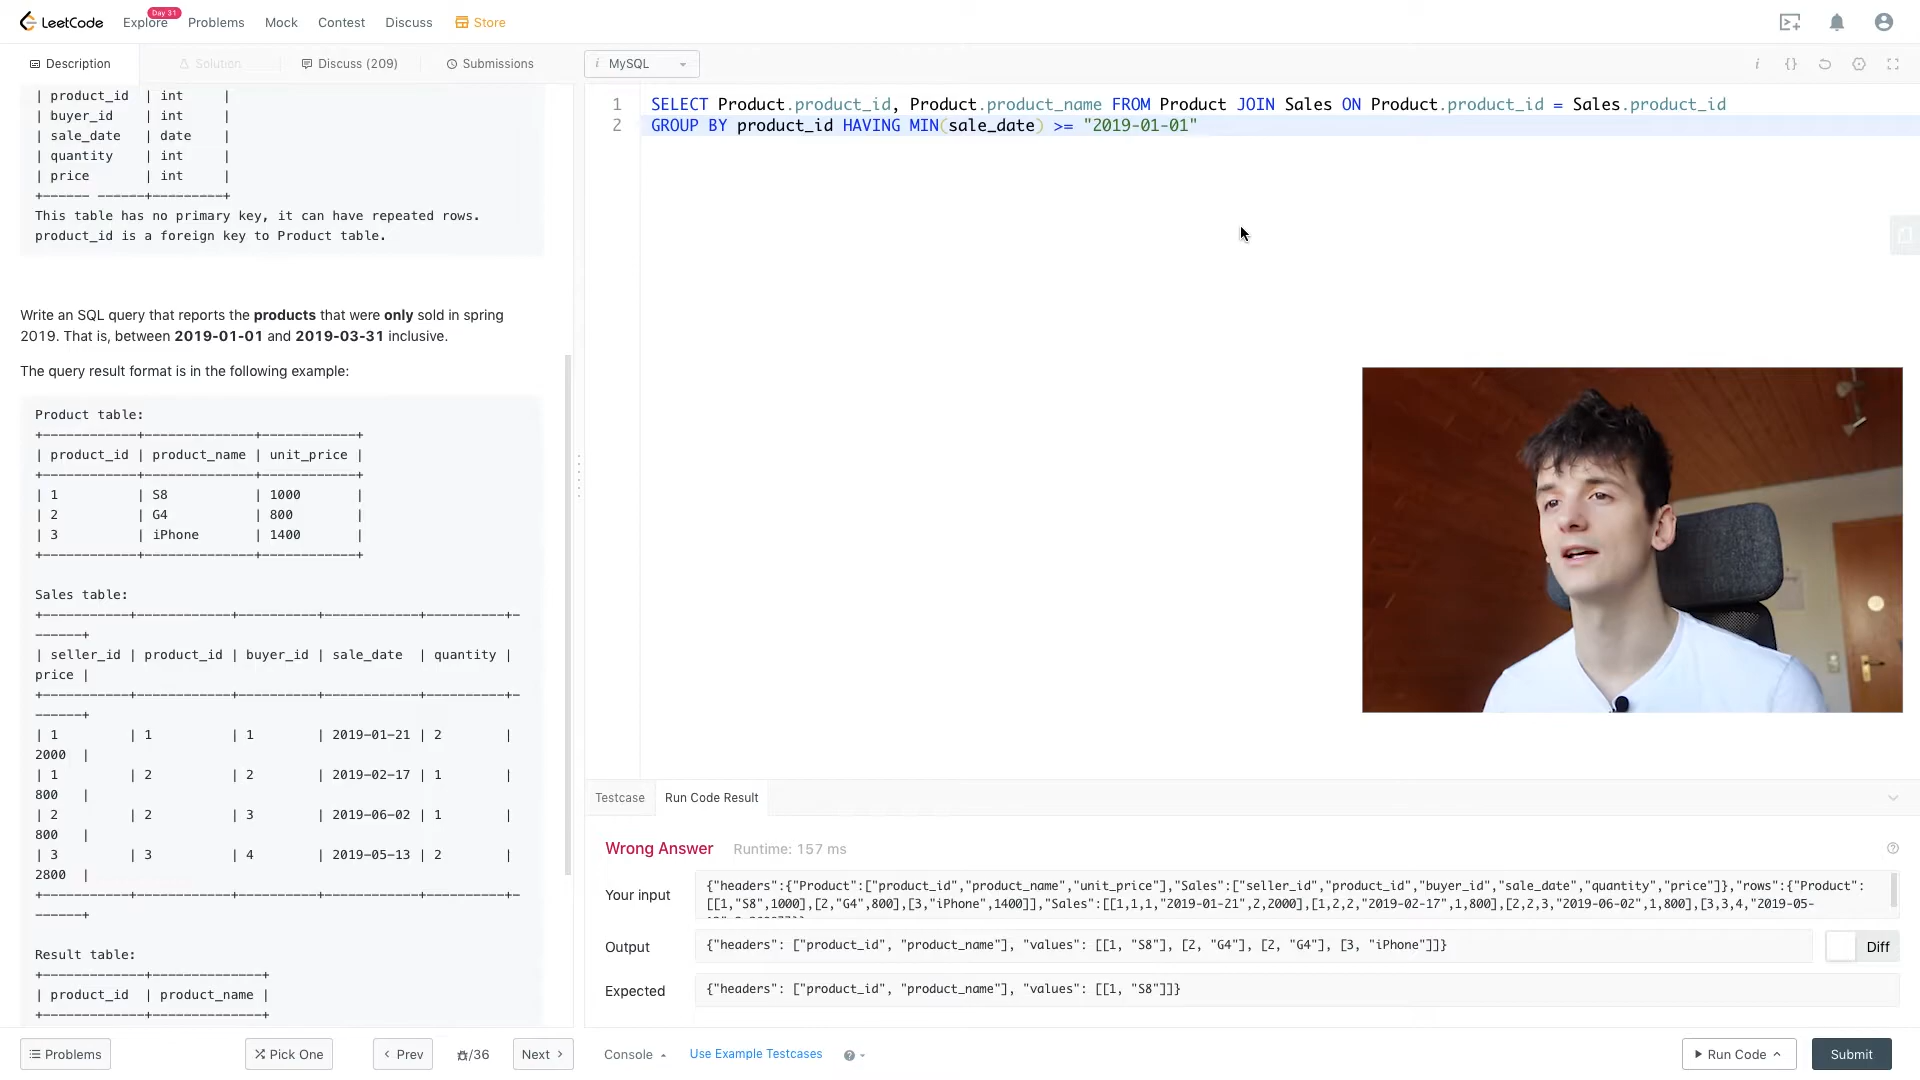 LeetCode Explore Day 31 Problems Mock Contest Discuss Store
Description Solution Discuss (209) Submissions
i MySQL
| product_id | int |
| buyer_id | int |
| sale_date | date |
| quantity | int |
| price | int |
+------ ------+---------+
This table has no primary key, it can have repeated rows.
product_id is a foreign key to Product table.
Write an SQL query that reports the products that were only sold in spring
2019. That is, between 2019-01-01 and 2019-03-31 inclusive.
The query result format is in the following example:
Product table:
+------------+--------------+------------+
| product_id | product_name | unit_price |
+------------+--------------+------------+
| 1 | S8 | 1000 |
| 2 | G4 | 800 |
| 3 | iPhone | 1400 |
+------------+--------------+------------+
Sales table:
+-----------+------------+----------+------------+----------+-
------+
| seller_id | product_id | buyer_id | sale_date | quantity |
price |
+-----------+------------+----------+------------+----------+-
------+
| 1 | 1 | 1 | 2019-01-21 | 2 |
2000 |
| 1 | 2 | 2 | 2019-02-17 | 1 |
800 |
| 2 | 2 | 3 | 2019-06-02 | 1 |
800 |
| 3 | 3 | 4 | 2019-05-13 | 2 |
2800 |
+-----------+------------+----------+------------+----------+-
------+
Result table:
+-------------+--------------+
| product_id | product_name |
+-------------+--------------+
1 SELECT Product.product_id, Product.product_name FROM Product JOIN Sales ON Product.product_id = Sales.product_id
2 GROUP BY product_id HAVING MIN(sale_date) >= "2019-01-01"
Testcase Run Code Result
Wrong Answer Runtime: 157 ms
Your input
{"headers":{"Product":["product_id","product_name","unit_price"],"Sales":["seller_id","product_id","buyer_id","sale_date","quantity","price"]},"rows":{"Product":
[[1,"S8",1000],[2,"G4",800],[3,"iPhone",1400]],"Sales":[[1,1,1,"2019-01-21",2,2000],[1,2,2,"2019-02-17",1,800],[2,2,3,"2019-06-02",1,800],[3,3,4,"2019-05-
Output {"headers": ["product_id", "product_name"], "values": [[1, "S8"], [2, "G4"], [2, "G4"], [3, "iPhone"]]} Diff
Expected {"headers": ["product_id", "product_name"], "values": [[1, "S8"]]}
Problems Pick One < Prev /36 Next > Console Use Example Testcases Run Code Submit